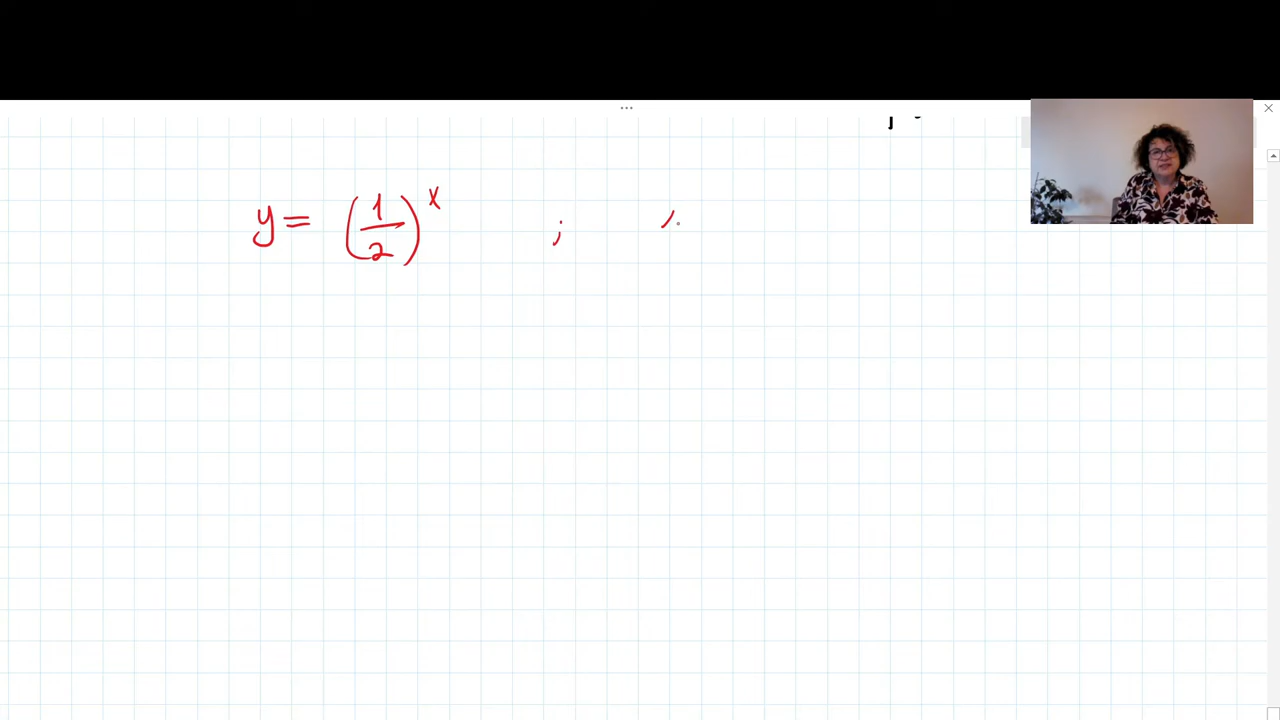 y = (1/2)^x ;